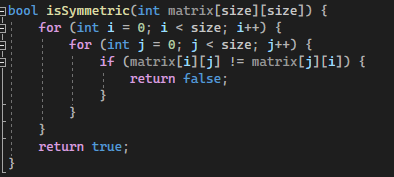 bool isSymmetric(int matrix[size][size]) {
    for (int i = 0; i < size; i++) {
        for (int j = 0; j < size; j++) {
            if (matrix[i][j] != matrix[j][i]) {
                return false;
            }
        }
    }
    return true;
}